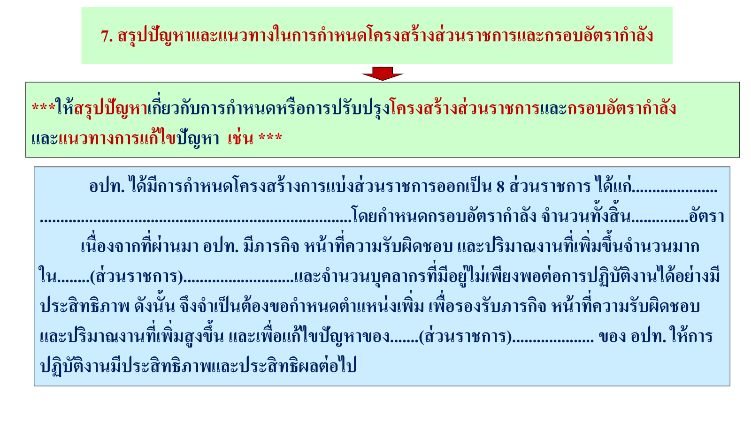 7. สรุปปัญหาและแนวทางในการกำหนดโครงสร้างส่วนราชการและกรอบอัตรากำลัง
***ให้สรุปปัญหาเกี่ยวกับการกำหนดหรือการปรับปรุงโครงสร้างส่วนราชการและกรอบอัตรากำลัง
และแนวทางการแก้ไขปัญหา เช่น ***
อปท. ได้มีการกำหนดโครงสร้างการแบ่งส่วนราชการออกเป็น 8 ส่วนราชการ ได้แก่.....................
............................................................................โดยกำหนดกรอบอัตรากำลัง จำนวนทั้งสิ้น..............อัตรา
เนื่องจากที่ผ่านมา อปท. มีภารกิจ หน้าที่ความรับผิดชอบ และปริมาณงานที่เพิ่มขึ้นจำนวนมาก
ใน........(ส่วนราชการ)...........................และจำนวนบุคลากรที่มีอยู่ไม่เพียงพอต่อการปฏิบัติงานได้อย่างมี
ประสิทธิภาพ ดังนั้น จึงจำเป็นต้องขอกำหนดตำแหน่งเพิ่ม เพื่อรองรับภารกิจ หน้าที่ความรับผิดชอบ
และปริมาณงานที่เพิ่มสูงขึ้น และเพื่อแก้ไขปัญหาของ.......(ส่วนราชการ).................... ของ อปท. ให้การ
ปฏิบัติงานมีประสิทธิภาพและประสิทธิผลต่อไป